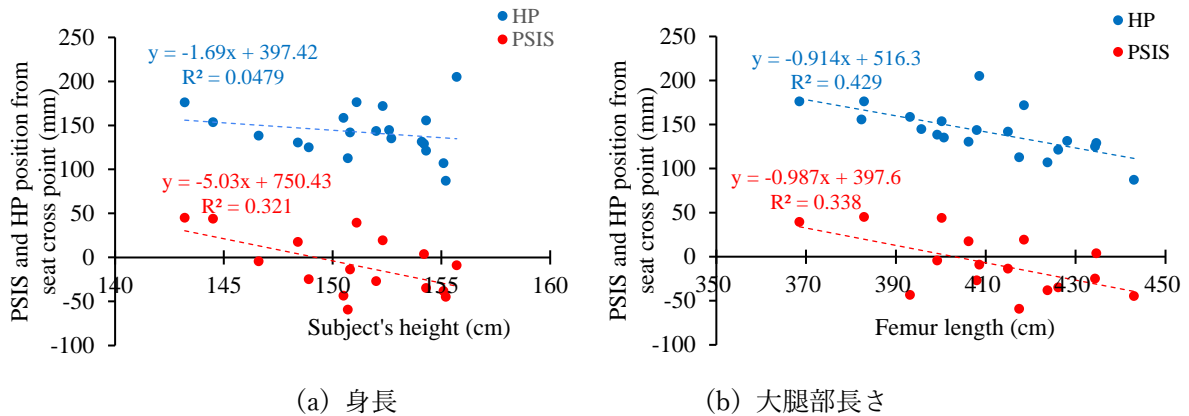 HP
PSIS
y = -1.69x + 397.42
R² = 0.0479
y = -5.03x + 750.43
R² = 0.321
PSIS and HP position from
seat cross point (mm)
250
200
150
100
50
0
-50
-100
140
145
150
155
160
Subject's height (cm)
(a) 身長
HP
PSIS
y = -0.914x + 516.3
R² = 0.429
y = -0.987x + 397.6
R² = 0.338
PSIS and HP position from
seat cross point (mm)
250
200
150
100
50
0
-50
-100
350
370
390
410
430
450
Femur length (cm)
(b) 大腿部長さ